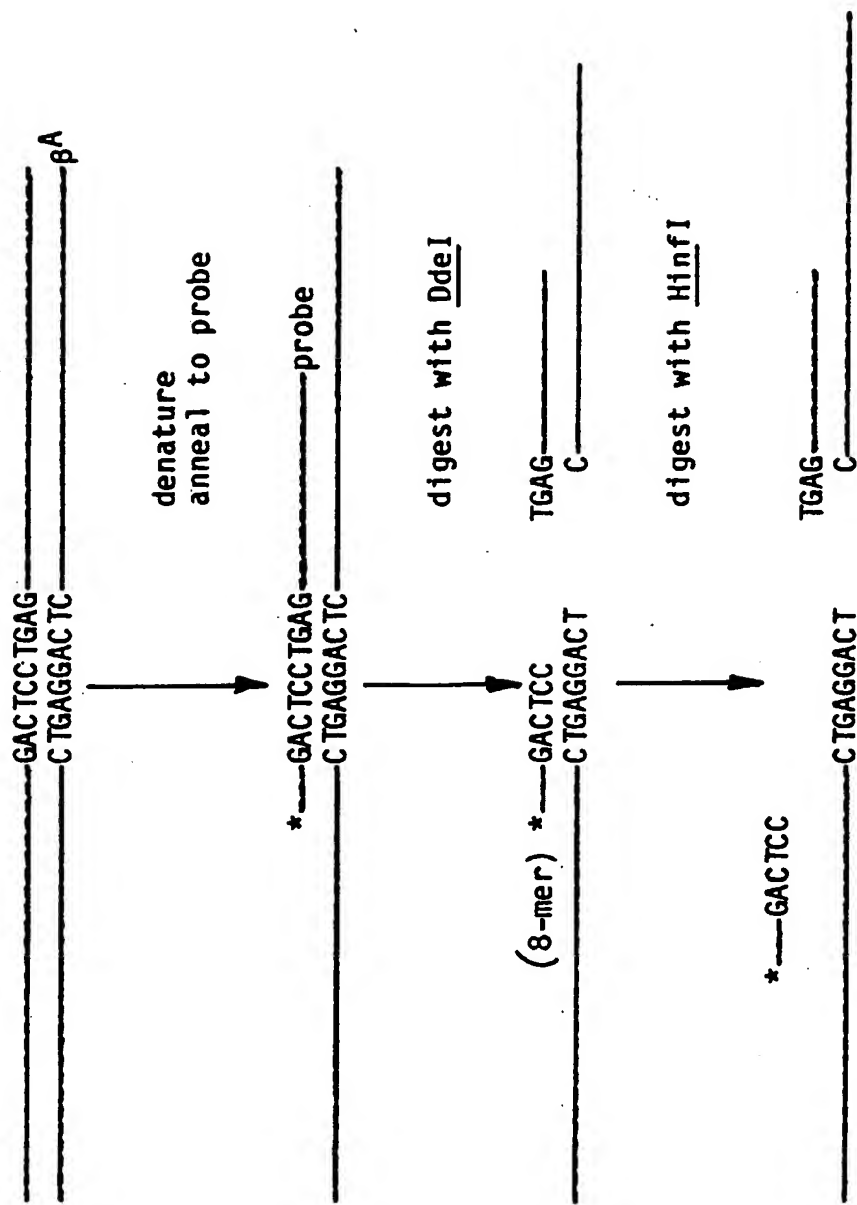 GACTCCTGAG
CTGAGGACTC βA
denature
anneal to probe
* GACTCCTGAG probe
CTGAGGACTC
digest with DdeI
(8-mer) * GACTCC TGAG
CTGAGGACT C
digest with HinfI
* GACTCC TGAG
CTGAGGACT C